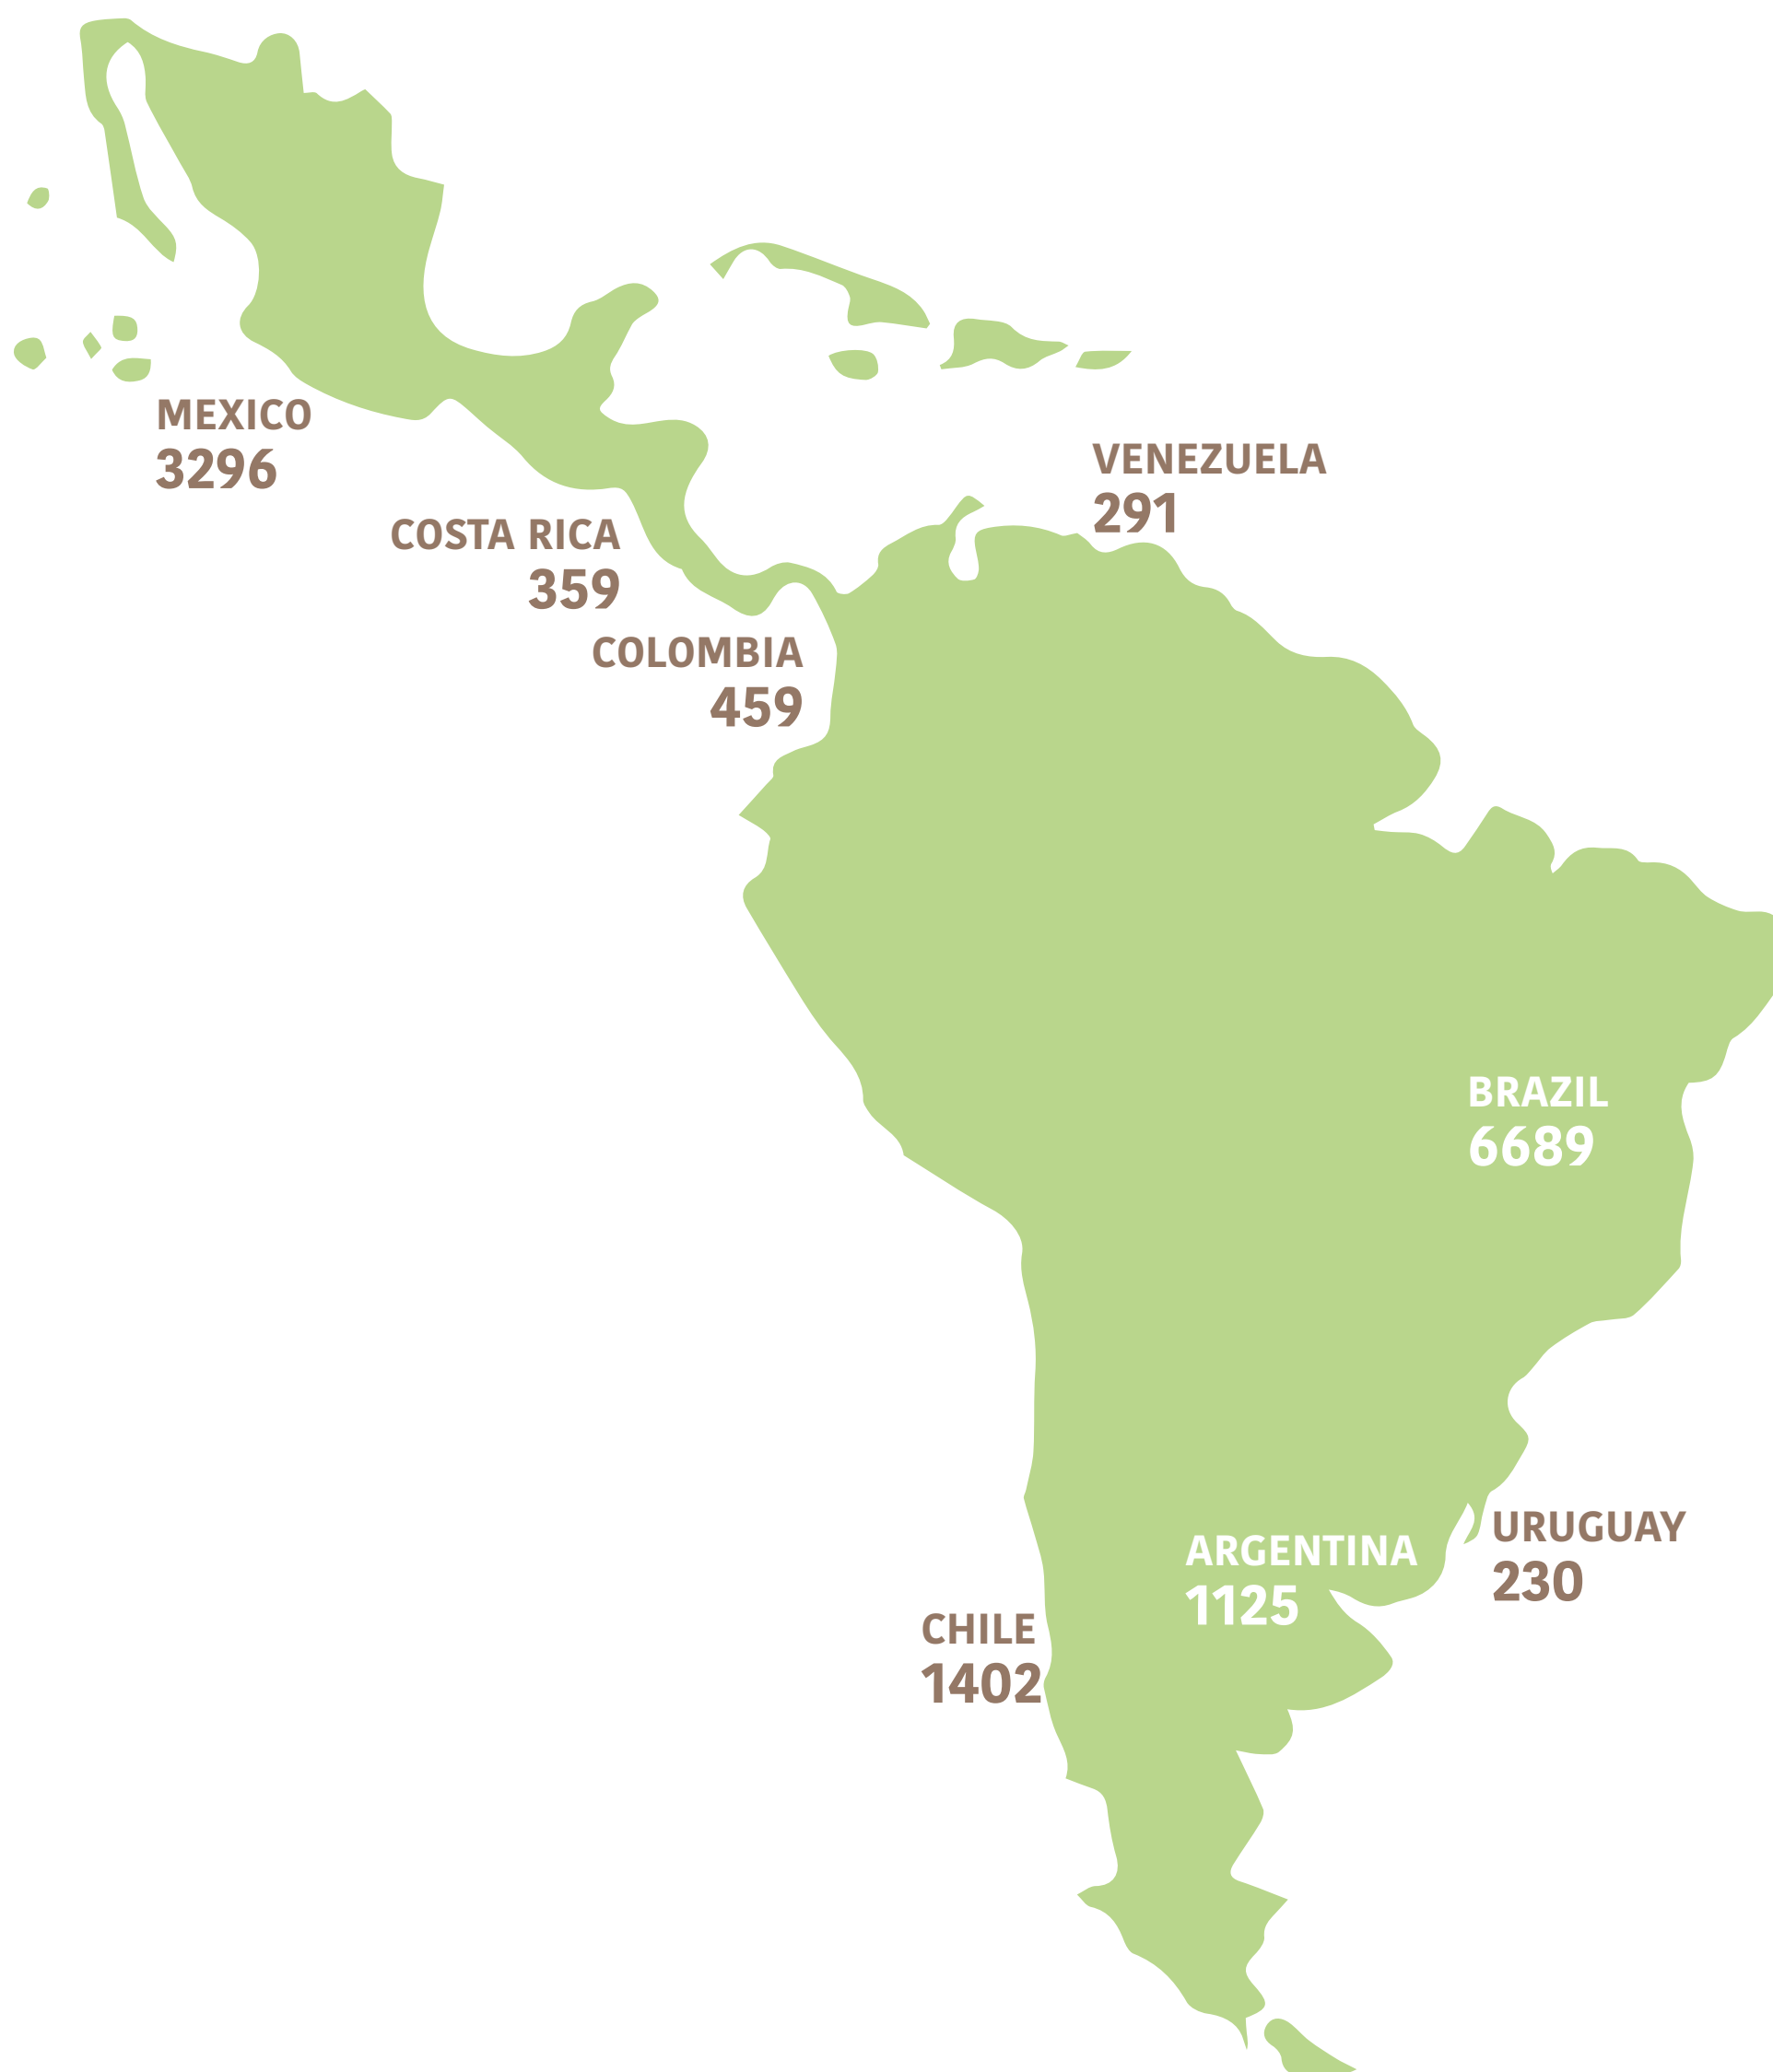 MEXICO
3296
VENEZUELA
291
COSTA RICA
359
COLOMBIA
459
BRAZIL
6689
URUGUAY
230
ARGENTINA
1125
CHILE
1402